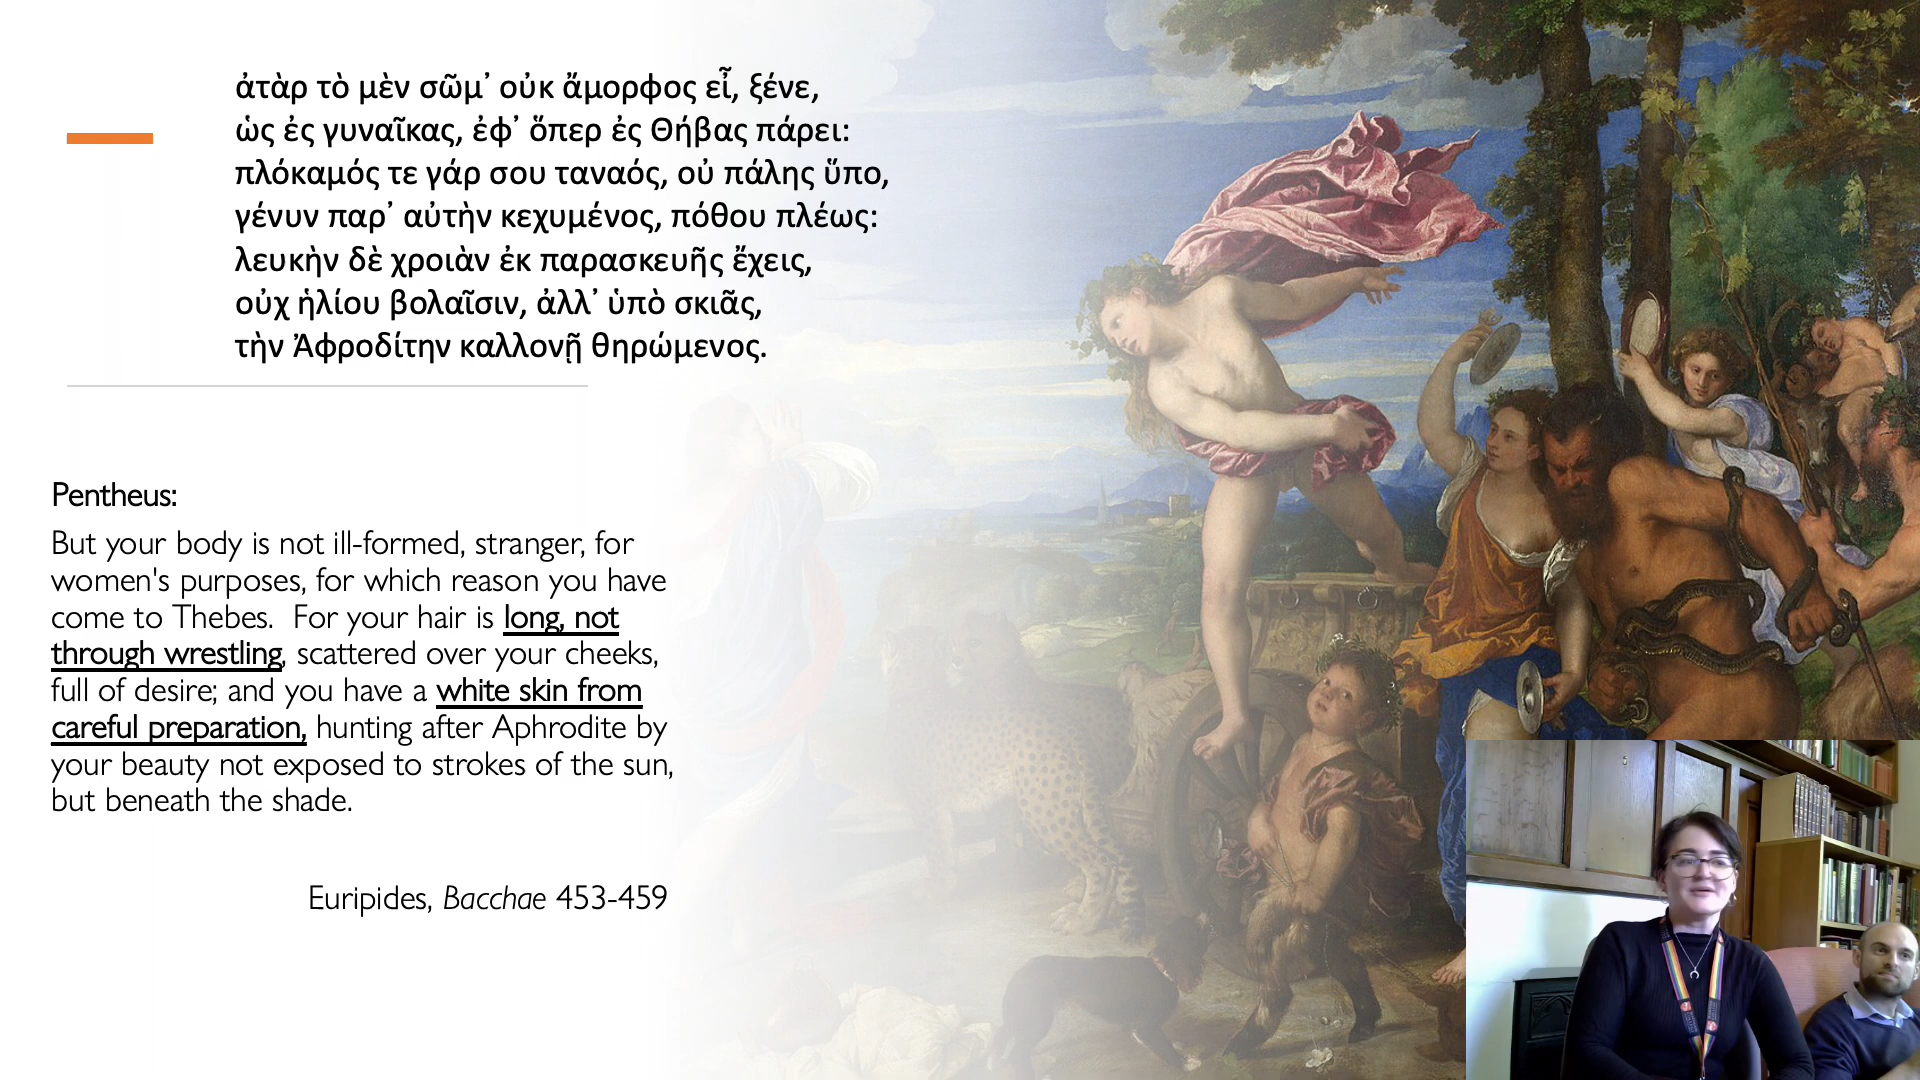 ἀτὰρ τὸ μὲν σῶμ᾽ οὐκ ἄμορφος εἶ, ξένε,
ὡς ἐς γυναῖκας, ἐφ᾽ ὅπερ ἐς Θήβας πάρει:
πλόκαμός τε γάρ σου ταναός, οὐ πάλης ὕπο,
γένυν παρ᾽ αὐτὴν κεχυμένος, πόθου πλέως:
λευκὴν δὲ χροιὰν ἐκ παρασκευῆς ἔχεις,
οὐχ ἡλίου βολαῖσιν, ἀλλ᾽ ὑπὸ σκιᾶς,
τὴν Ἀφροδίτην καλλονῇ θηρώμενος.
Pentheus:
But your body is not ill-formed, stranger, for
women's purposes, for which reason you have
come to Thebes.  For your hair is long, not
through wrestling, scattered over your cheeks,
full of desire; and you have a white skin from
careful preparation, hunting after Aphrodite by
your beauty not exposed to strokes of the sun,
but beneath the shade.
Euripides, Bacchae 453-459